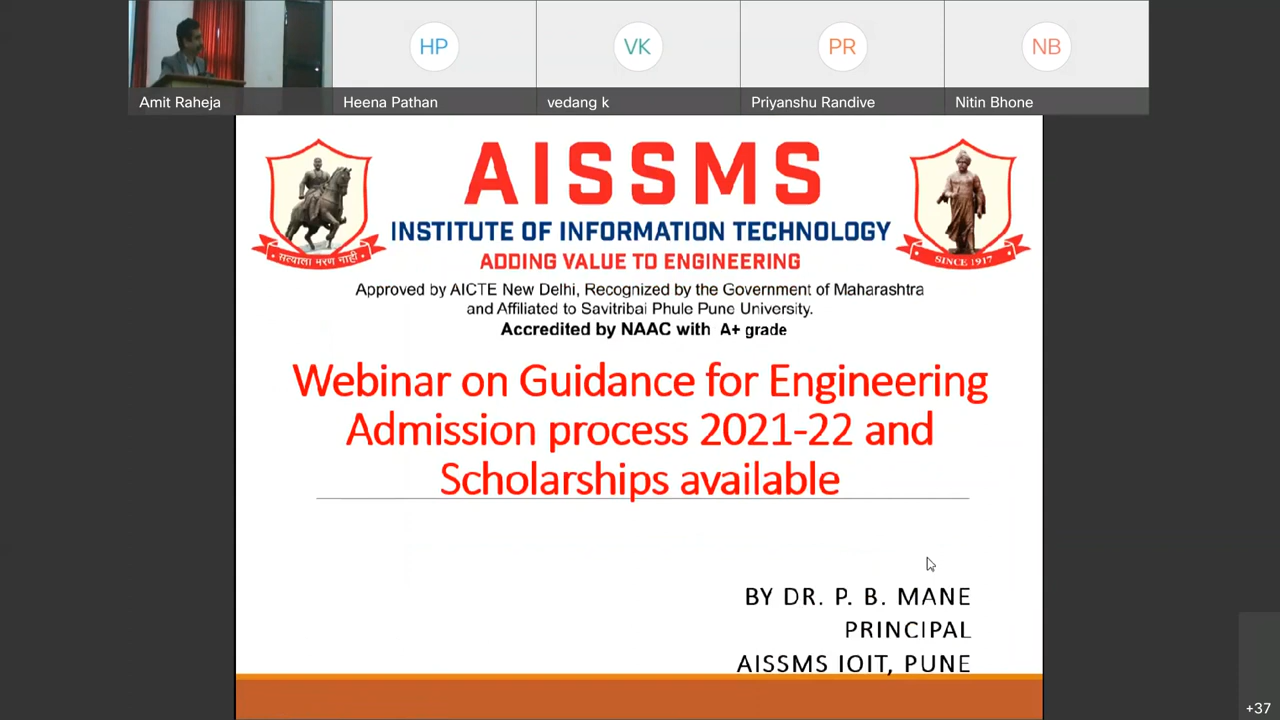 HP
VK
PR
NB
Amit Raheja
Heena Pathan
vedang k
Priyanshu Randive
Nitin Bhone
AISSMS
INSTITUTE OF INFORMATION TECHNOLOGY
ADDING VALUE TO ENGINEERING
सत्याला मरण नाही
SINCE 1917
Approved by AICTE New Delhi, Recognized by the Government of Maharashtra
and Affiliated to Savitribai Phule Pune University.
Accredited by NAAC with A+ grade
Webinar on Guidance for Engineering
Admission process 2021-22 and
Scholarships available
BY DR. P. B. MANE
PRINCIPAL
AISSMS IOIT, PUNE
+37